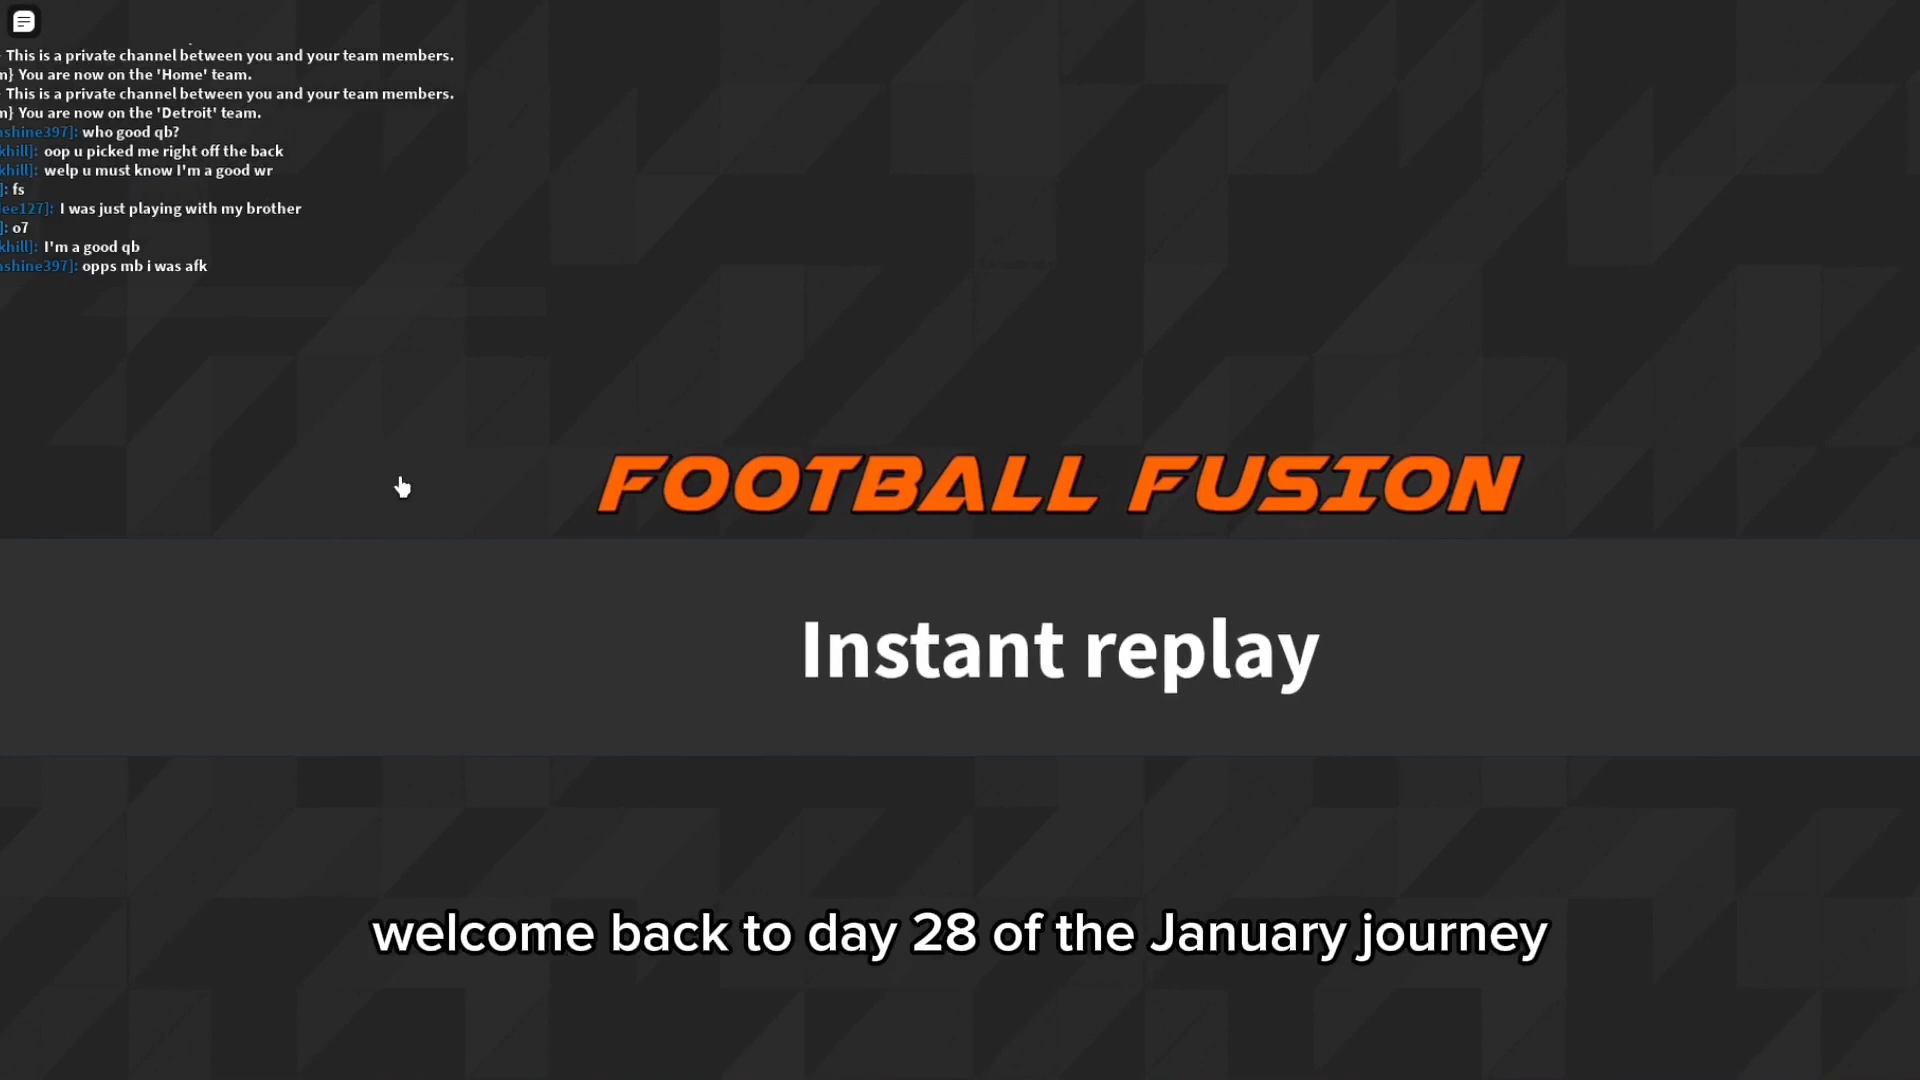 This is a private channel between you and your team members.
m} You are now on the 'Home' team.
This is a private channel between you and your team members.
m} You are now on the 'Detroit' team.
shine397]: who good qb?
khill]: oop u picked me right off the back
khill]: welp u must know I'm a good wr
]: fs
lee127]: I was just playing with my brother
]: o7
khill]: I'm a good qb
shine397]: opps mb i was afk
FOOTBALL FUSION
Instant replay
welcome back to day 28 of the January journey